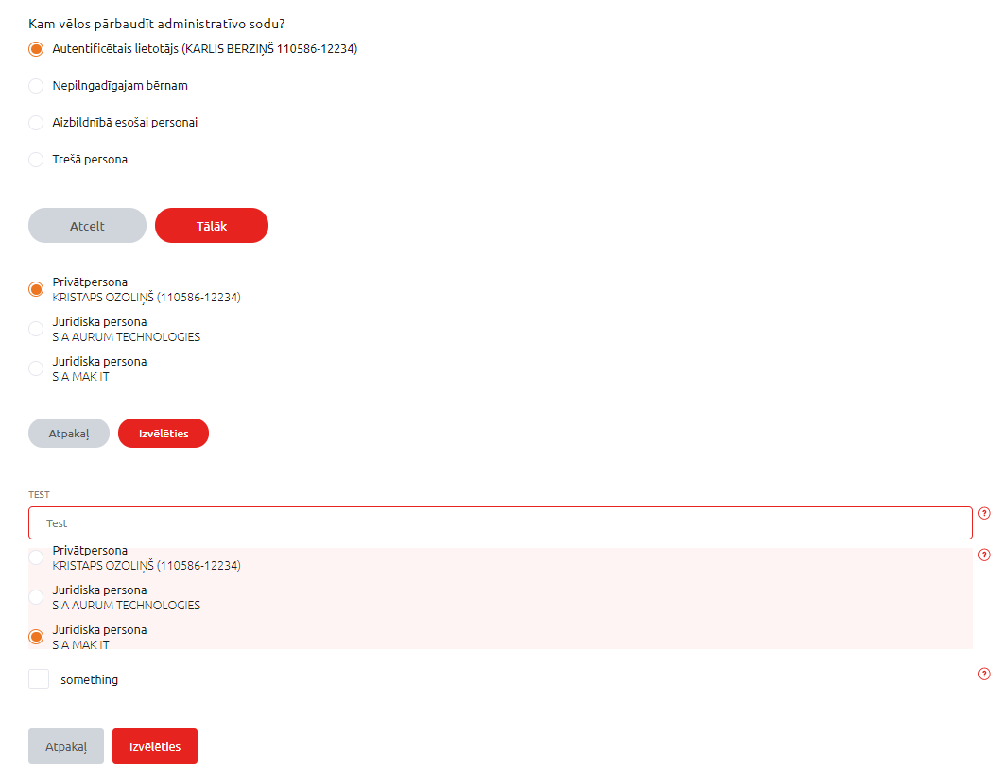 Kam vēlos pārbaudīt administratīvo sodu?
Autentificētais lietotājs (KĀRLIS BĒRZIŅŠ 110586-12234)
Nepilngadīgajam bērnam
Aizbildnībā esošai personai
Trešā persona
Atcelt Tālāk
Privātpersona
KRISTAPS OZOLIŅŠ (110586-12234)
Juridiska persona
SIA AURUM TECHNOLOGIES
Juridiska persona
SIA MAK IT
Atpakaļ Izvēlēties
TEST
Test ?
Privātpersona ?
KRISTAPS OZOLIŅŠ (110586-12234)
Juridiska persona
SIA AURUM TECHNOLOGIES
Juridiska persona
SIA MAK IT
something ?
Atpakaļ Izvēlēties